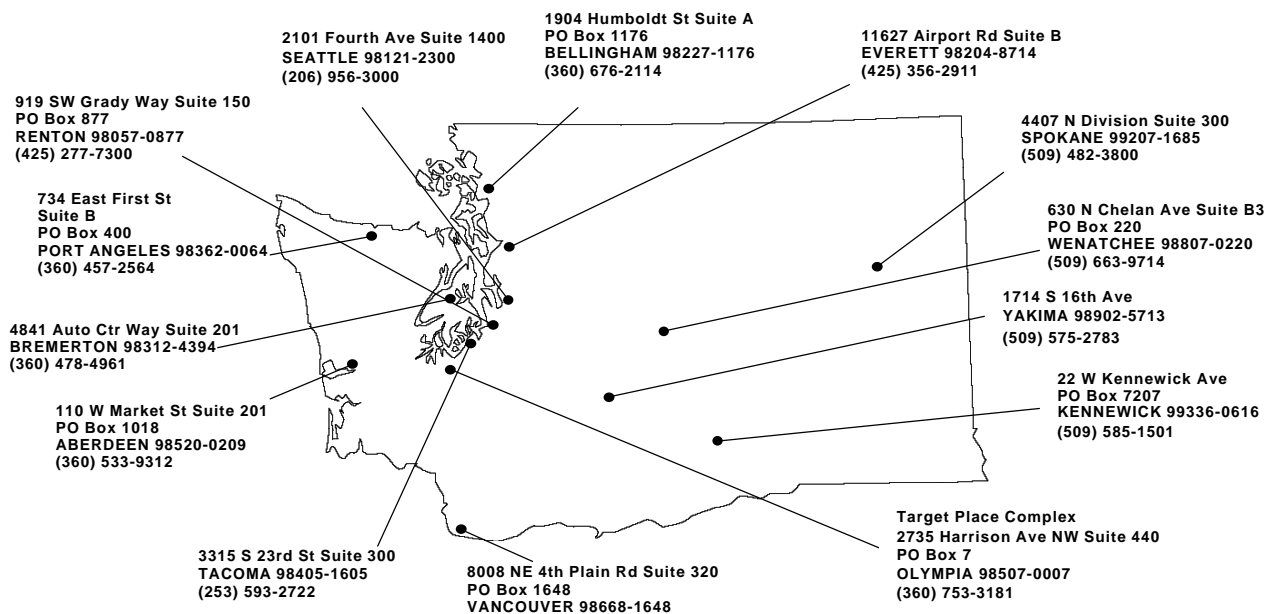 1904 Humboldt St Suite A
PO Box 1176
BELLINGHAM 98227-1176
(360) 676-2114
2101 Fourth Ave Suite 1400
SEATTLE 98121-2300
(206) 956-3000
11627 Airport Rd Suite B
EVERETT 98204-8714
(425) 356-2911
919 SW Grady Way Suite 150
PO Box 877
RENTON 98057-0877
(425) 277-7300
4407 N Division Suite 300
SPOKANE 99207-1685
(509) 482-3800
734 East First St
Suite B
PO Box 400
PORT ANGELES 98362-0064
(360) 457-2564
630 N Chelan Ave Suite B3
PO Box 220
WENATCHEE 98807-0220
(509) 663-9714
1714 S 16th Ave
YAKIMA 98902-5713
(509) 575-2783
4841 Auto Ctr Way Suite 201
BREMERTON 98312-4394
(360) 478-4961
22 W Kennewick Ave
PO Box 7207
KENNEWICK 99336-0616
(509) 585-1501
110 W Market St Suite 201
PO Box 1018
ABERDEEN 98520-0209
(360) 533-9312
Target Place Complex
2735 Harrison Ave NW Suite 440
PO Box 7
OLYMPIA 98507-0007
(360) 753-3181
3315 S 23rd St Suite 300
TACOMA 98405-1605
(253) 593-2722
8008 NE 4th Plain Rd Suite 320
PO Box 1648
VANCOUVER 98668-1648